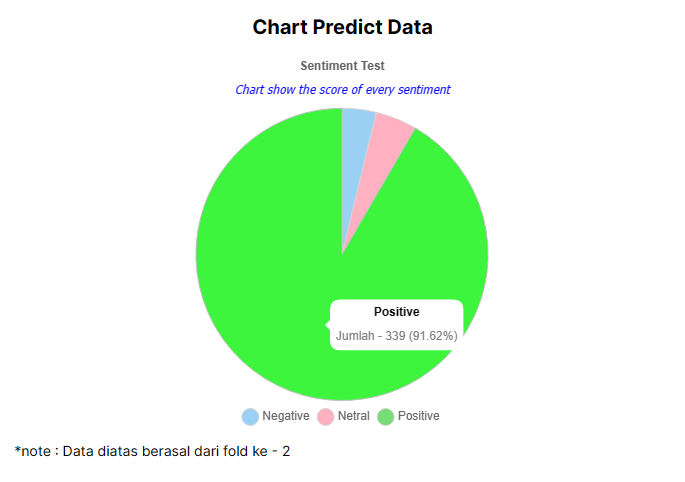 Chart Predict Data
Sentiment Test
Chart show the score of every sentiment
Positive
Jumlah - 339 (91.62%)
Negative Netral Positive
*note : Data diatas berasal dari fold ke - 2